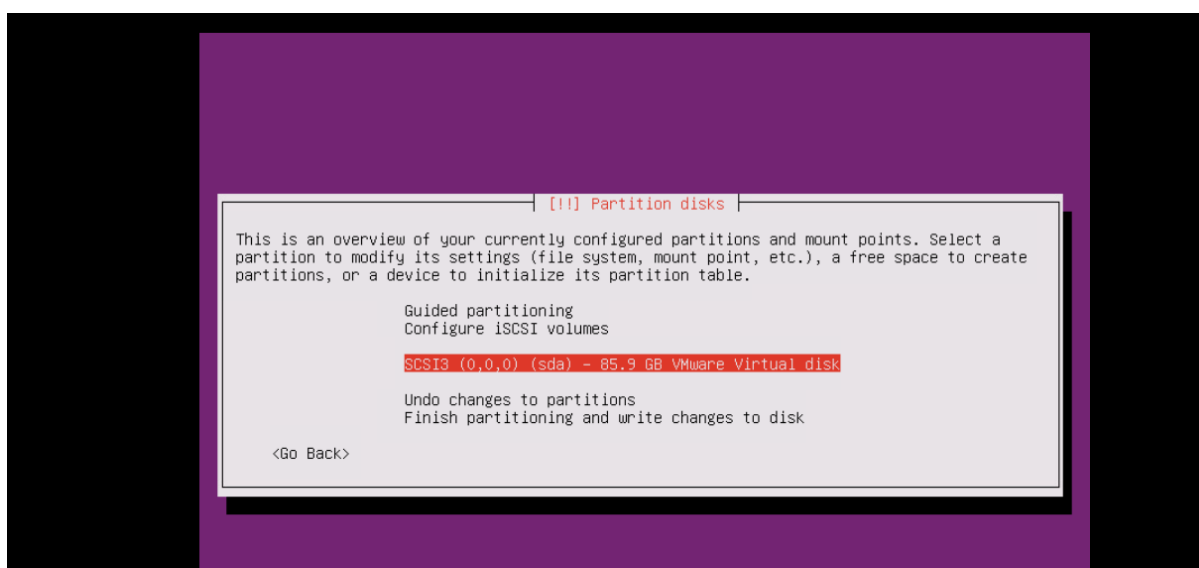 [!!] Partition disks
This is an overview of your currently configured partitions and mount points. Select a
partition to modify its settings (file system, mount point, etc.), a free space to create
partitions, or a device to initialize its partition table.
Guided partitioning
Configure iSCSI volumes
SCSI3 (0,0,0) (sda) - 85.9 GB VMware Virtual disk
Undo changes to partitions
Finish partitioning and write changes to disk
<Go Back>